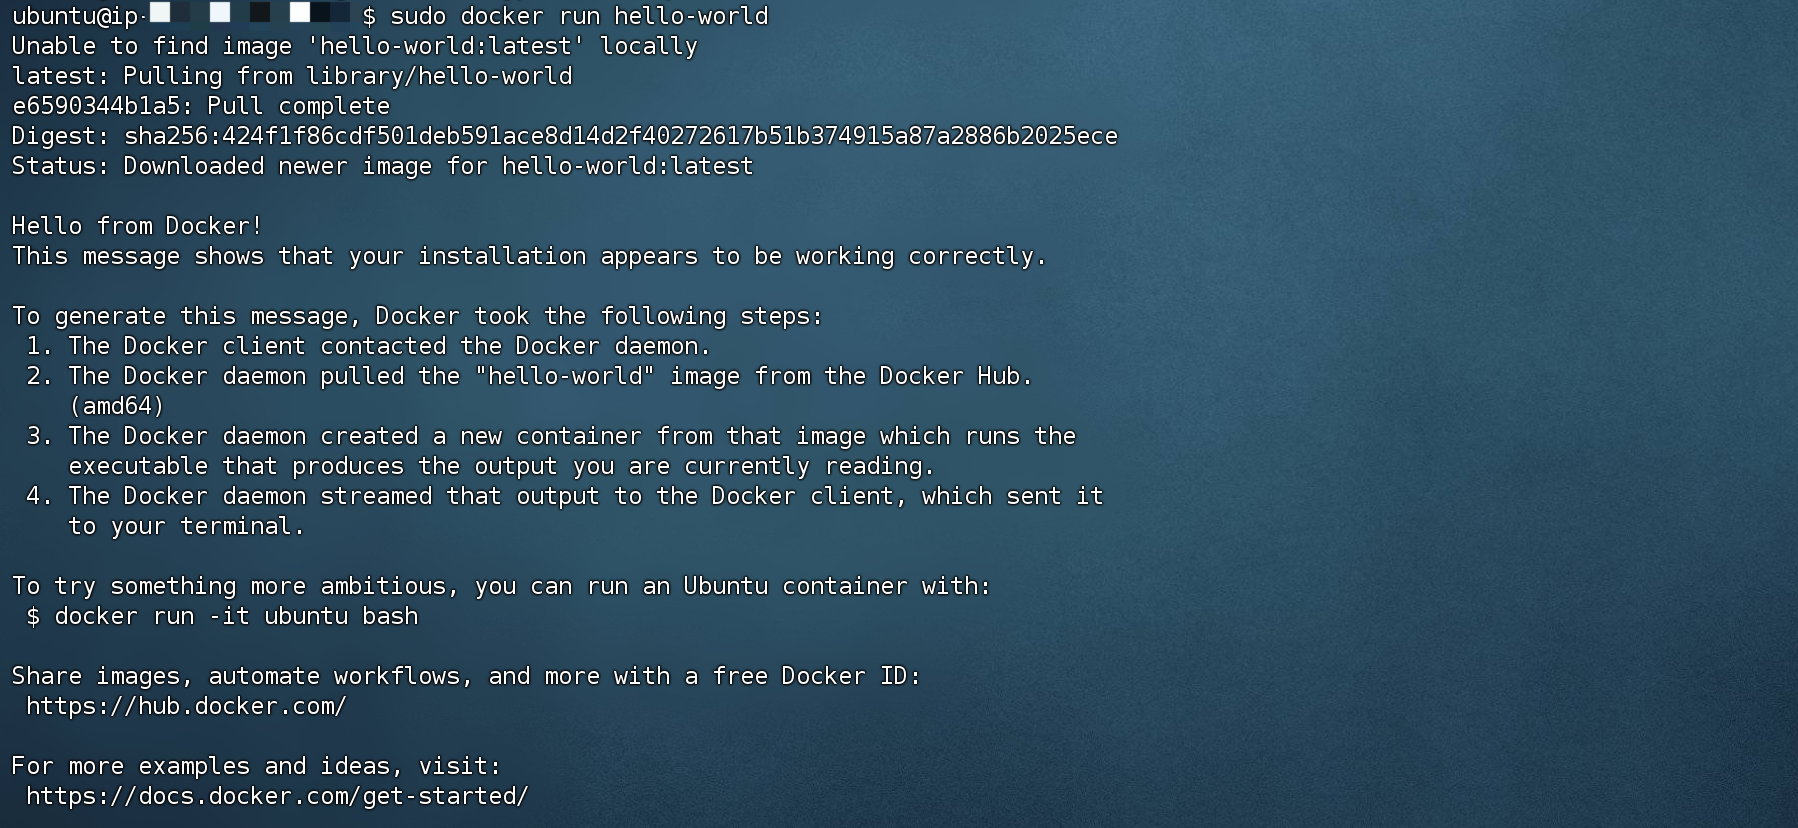 ubuntu@ip- $ sudo docker run hello-world
Unable to find image 'hello-world:latest' locally
latest: Pulling from library/hello-world
e6590344b1a5: Pull complete
Digest: sha256:424f1f86cdf501deb591ace8d14d2f40272617b51b374915a87a2886b2025ece
Status: Downloaded newer image for hello-world:latest

Hello from Docker!
This message shows that your installation appears to be working correctly.

To generate this message, Docker took the following steps:
 1. The Docker client contacted the Docker daemon.
 2. The Docker daemon pulled the "hello-world" image from the Docker Hub.
    (amd64)
 3. The Docker daemon created a new container from that image which runs the
    executable that produces the output you are currently reading.
 4. The Docker daemon streamed that output to the Docker client, which sent it
    to your terminal.

To try something more ambitious, you can run an Ubuntu container with:
 $ docker run -it ubuntu bash

Share images, automate workflows, and more with a free Docker ID:
 https://hub.docker.com/

For more examples and ideas, visit:
 https://docs.docker.com/get-started/